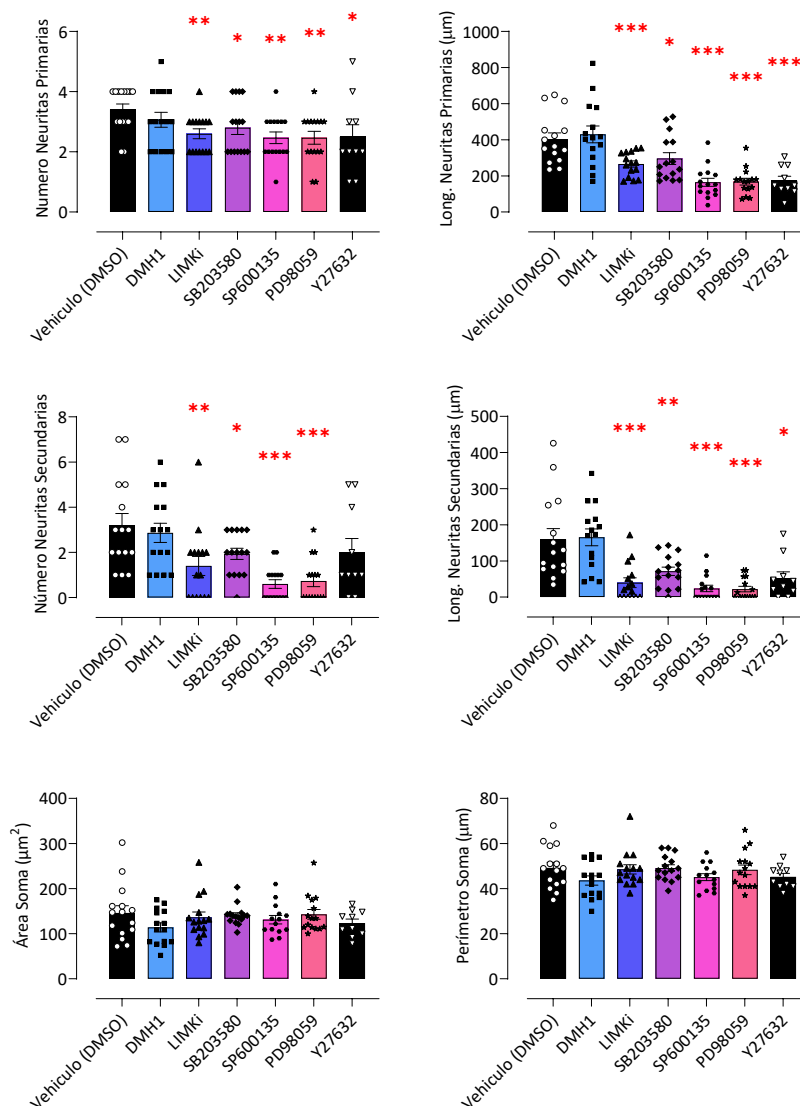 Numero Neuritas Primarias
6
4
2
0
** * ** ** *
Vehiculo (DMSO)
DMH1
LIMKi
SB203580
SP600135
PD98059
Y27632
Long. Neuritas Primarias (μm)
1000
800
600
400
200
0
*** * *** *** ***
Vehiculo (DMSO)
DMH1
LIMKi
SB203580
SP600135
PD98059
Y27632
Número Neuritas Secundarias
8
6
4
2
0
** * *** ***
Vehiculo (DMSO)
DMH1
LIMKi
SB203580
SP600135
PD98059
Y27632
Long. Neuritas Secundarias (μm)
500
400
300
200
100
0
*** ** *** *** *
Vehiculo (DMSO)
DMH1
LIMKi
SB203580
SP600135
PD98059
Y27632
Área Soma (μm²)
400
300
200
100
0
Vehiculo (DMSO)
DMH1
LIMKi
SB203580
SP600135
PD98059
Y27632
Perímetro Soma (μm)
80
60
40
20
0
Vehiculo (DMSO)
DMH1
LIMKi
SB203580
SP600135
PD98059
Y27632